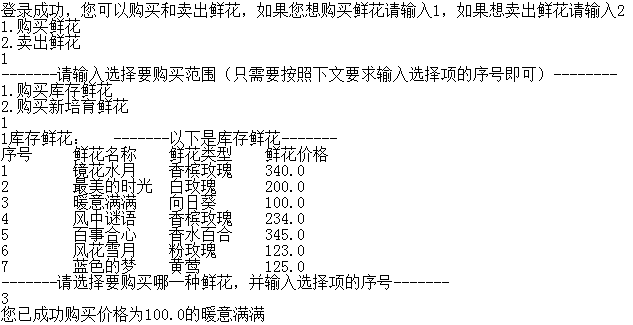 登录成功，您可以购买和卖出鲜花，如果您想购买鲜花请输入1，如果想卖出鲜花请输入2
1.购买鲜花
2.卖出鲜花
1
-------请输入选择要购买范围（只需要按照下文要求输入选择项的序号即可）--------
1.购买库存鲜花
2.购买新培育鲜花
1
1库存鲜花： -------以下是库存鲜花-------
序号 鲜花名称 鲜花类型 鲜花价格
1 镜花水月 香槟玫瑰 340.0
2 最美的时光 白玫瑰 200.0
3 暖意满满 向日葵 100.0
4 风中谜语 香槟玫瑰 234.0
5 百事合心 香水百合 345.0
6 风花雪月 粉玫瑰 123.0
7 蓝色的梦 黄莺 125.0
-------请选择要购买哪一种鲜花，并输入选择项的序号-------
3
您已成功购买价格为100.0的暖意满满